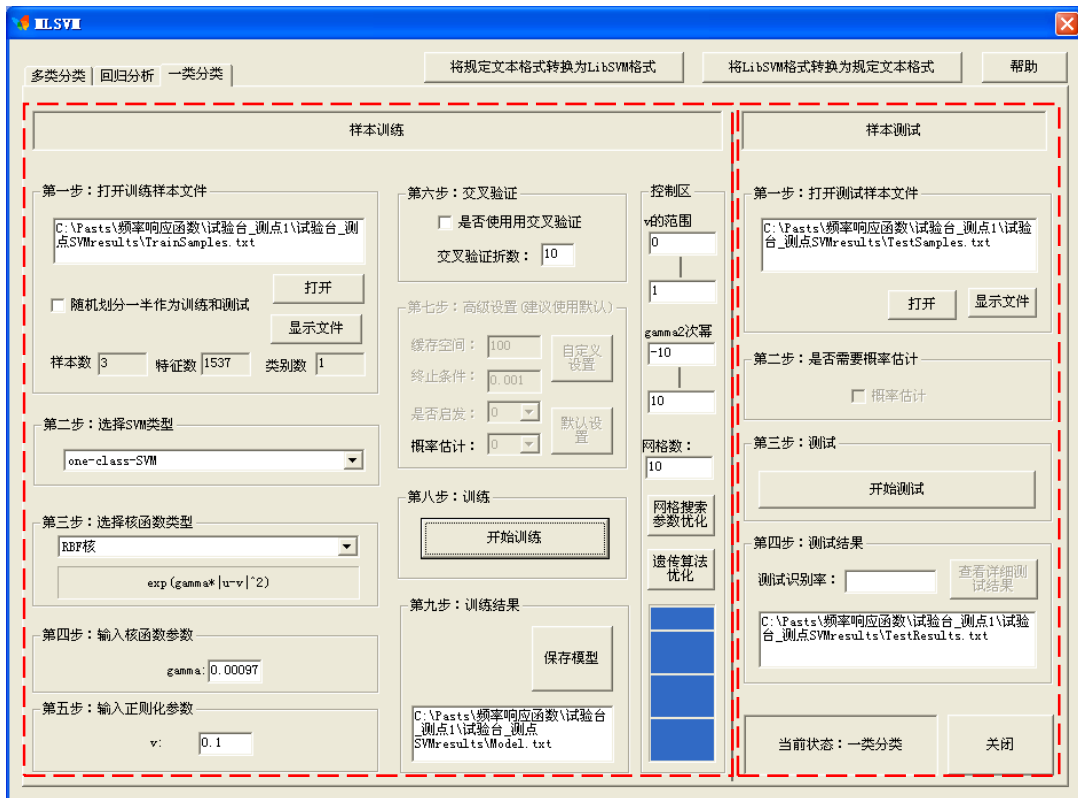 MLSVM
多类分类 回归分析 一类分类
将规定文本格式转换为LibSVM格式
将LibSVM格式转换为规定文本格式
帮助
样本训练
第一步：打开训练样本文件
C:\Pasts\频率响应函数\试验台_测点1\试验台_测
点SVMresults\TrainSamples.txt
打开
随机划分一半作为训练和测试
显示文件
样本数 3 特征数 1537 类别数 1
第二步：选择SVM类型
one-class-SVM
第三步：选择核函数类型
RBF核
exp(gamma*|u-v|^2)
第四步：输入核函数参数
gamma: 0.00097
第五步：输入正则化参数
v: 0.1
第六步：交叉验证
是否使用用交叉验证
交叉验证折数： 10
第七步：高级设置(建议使用默认)
缓存空间： 100
自定义
设置
终止条件： 0.001
是否启发： 0
默认设
置
概率估计： 0
第八步：训练
开始训练
第九步：训练结果
保存模型
C:\Pasts\频率响应函数\试验台
_测点1\试验台_测点
SVMresults\Model.txt
控制区
v的范围
0
1
gamma2次幂
-10
10
网格数：
10
网格搜索
参数优化
遗传算法
优化
样本测试
第一步：打开测试样本文件
C:\Pasts\频率响应函数\试验台_测点1\试验
台_测点SVMresults\TestSamples.txt
打开
显示文件
第二步：是否需要概率估计
概率估计
第三步：测试
开始测试
第四步：测试结果
测试识别率：
查看详细测
试结果
C:\Pasts\频率响应函数\试验台_测点1\试验
台_测点SVMresults\TestResults.txt
当前状态：一类分类
关闭